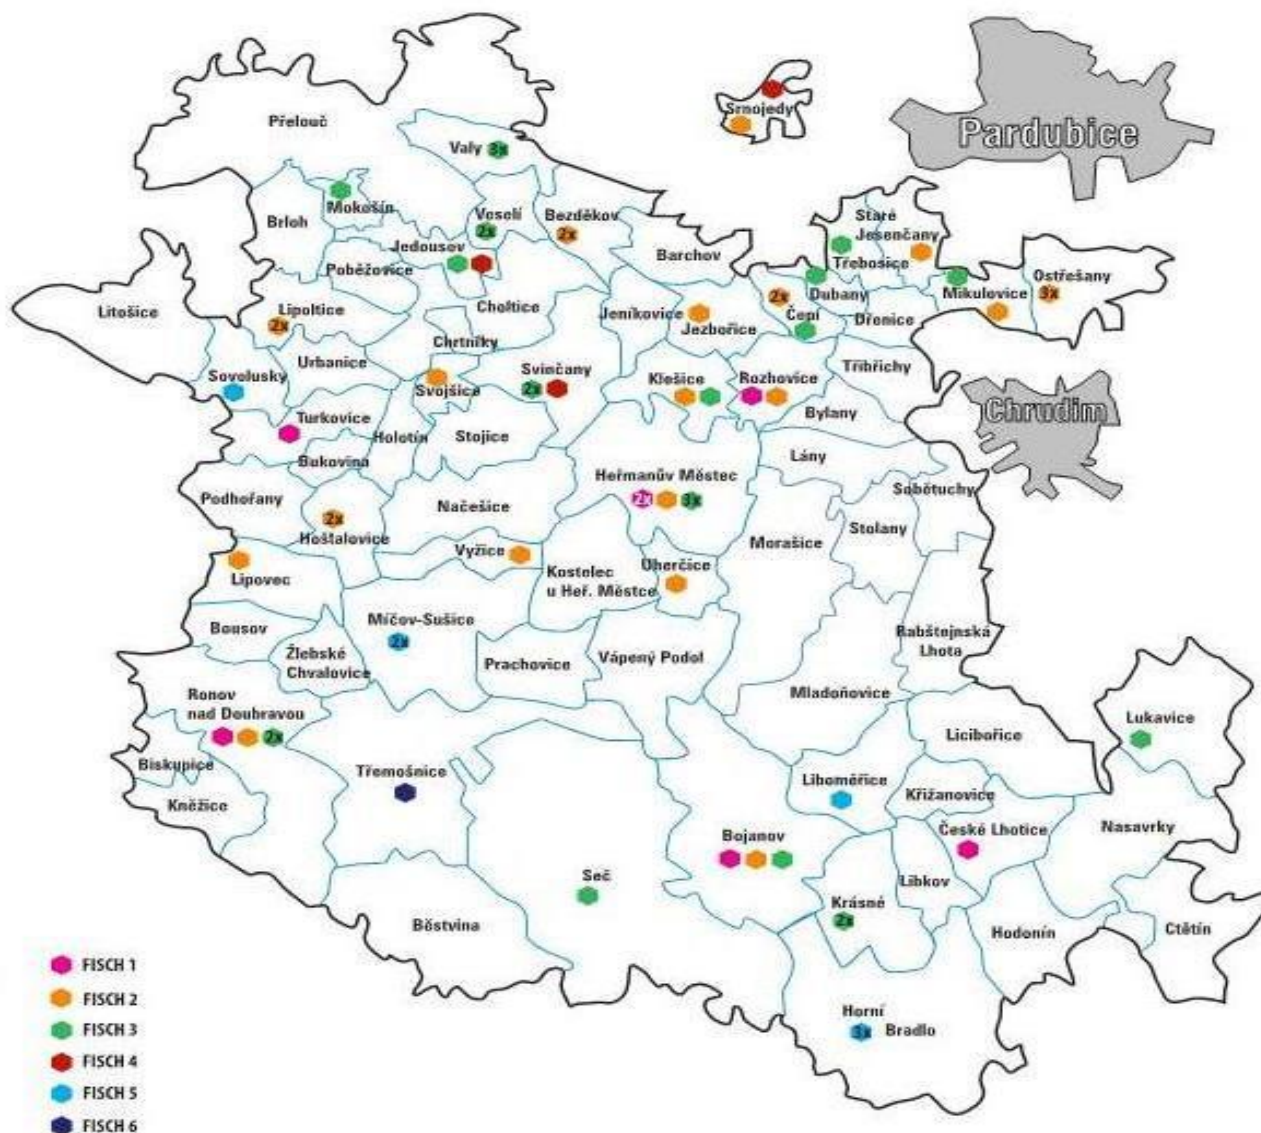 Přelouč
Srnojedy
Pardubice
Valy 3x
Mokošín
Brloh
Veselí
2x
Bezděkov
2x
Staré
Jesenčany
Jedousov
Poběžovice
Barchov
Třebosice
Ostřešany
3x
Litošice
Lipoltice
2x
Choltice
Jeníkovice
Jezbořice
2x
Dubany
Čepí
Mikulovice
Dřenice
Chrtníky
Urbanice
Sovolusky
Svojšice
Svinčany
2x
Klešice
Rozhovice
Tříbřichy
Bylany
Chrudim
Turkovice
Holotín
Stojice
Bukovina
Lány
Heřmanův Městec
2x 3x
Sobětuchy
Podhořany
Načešice
2x
Hošťalovice
Stolany
Morašice
Vyžice
Úherčice
Kostelec
u Heř. Městce
Lipovec
Bousov
Míčov-Sušice
2x
Žlebské
Chvalovice
Prachovice
Vápený Podol
Rabštejnská
Lhota
Ronov
nad Doubravou
2x
Mladoňovice
Lukavice
Licibořice
Biskupice
Třemošnice
Kněžice
Liboměřice
Křižanovice
České Lhotice
Nasavrky
Bojanov
Seč
Libkov
Krásné
2x
Běstvina
Hodonín
Ctětín
Horní
3x Bradlo
FISCH 1
FISCH 2
FISCH 3
FISCH 4
FISCH 5
FISCH 6